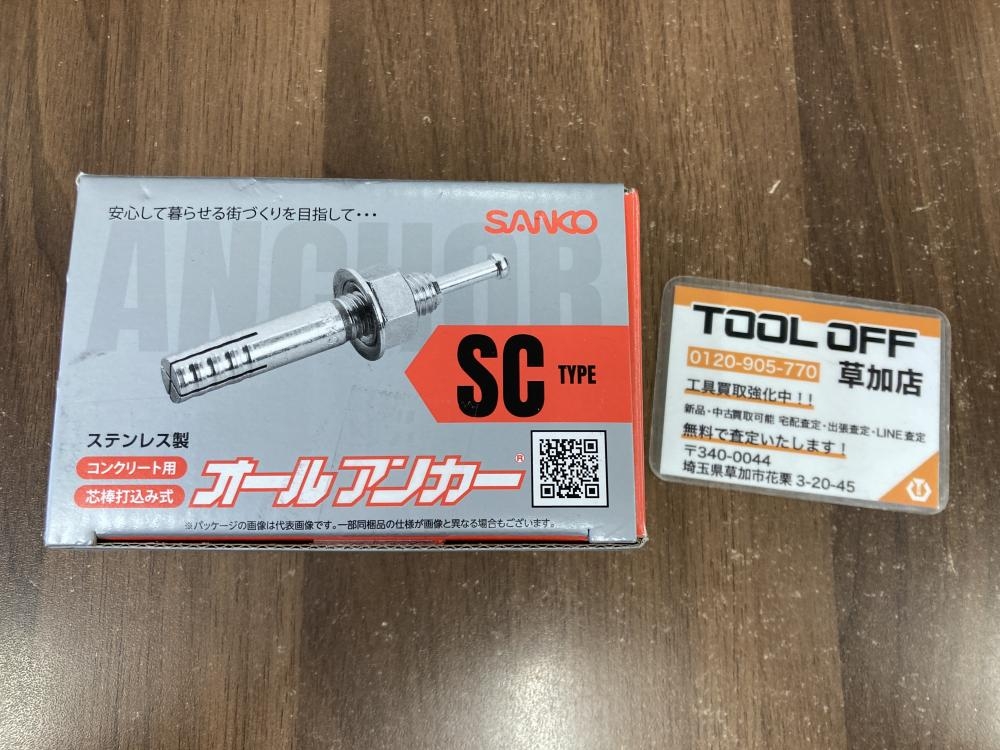 安心して暮らせる街づくりを目指して・・・
SANKO
ANCHOR
SC TYPE
ステンレス製
コンクリート用
芯棒打込み式
オールアンカー®
※パッケージの画像は代表画像です。一部同梱品の仕様が画像と異なる場合もございます。
TOOL OFF
0120-905-770
草加店
工具買取強化中!!
新品・中古買取可能 宅配査定・出張査定・LINE査定
無料で査定いたします!
〒340-0044
埼玉県草加市花栗 3-20-45